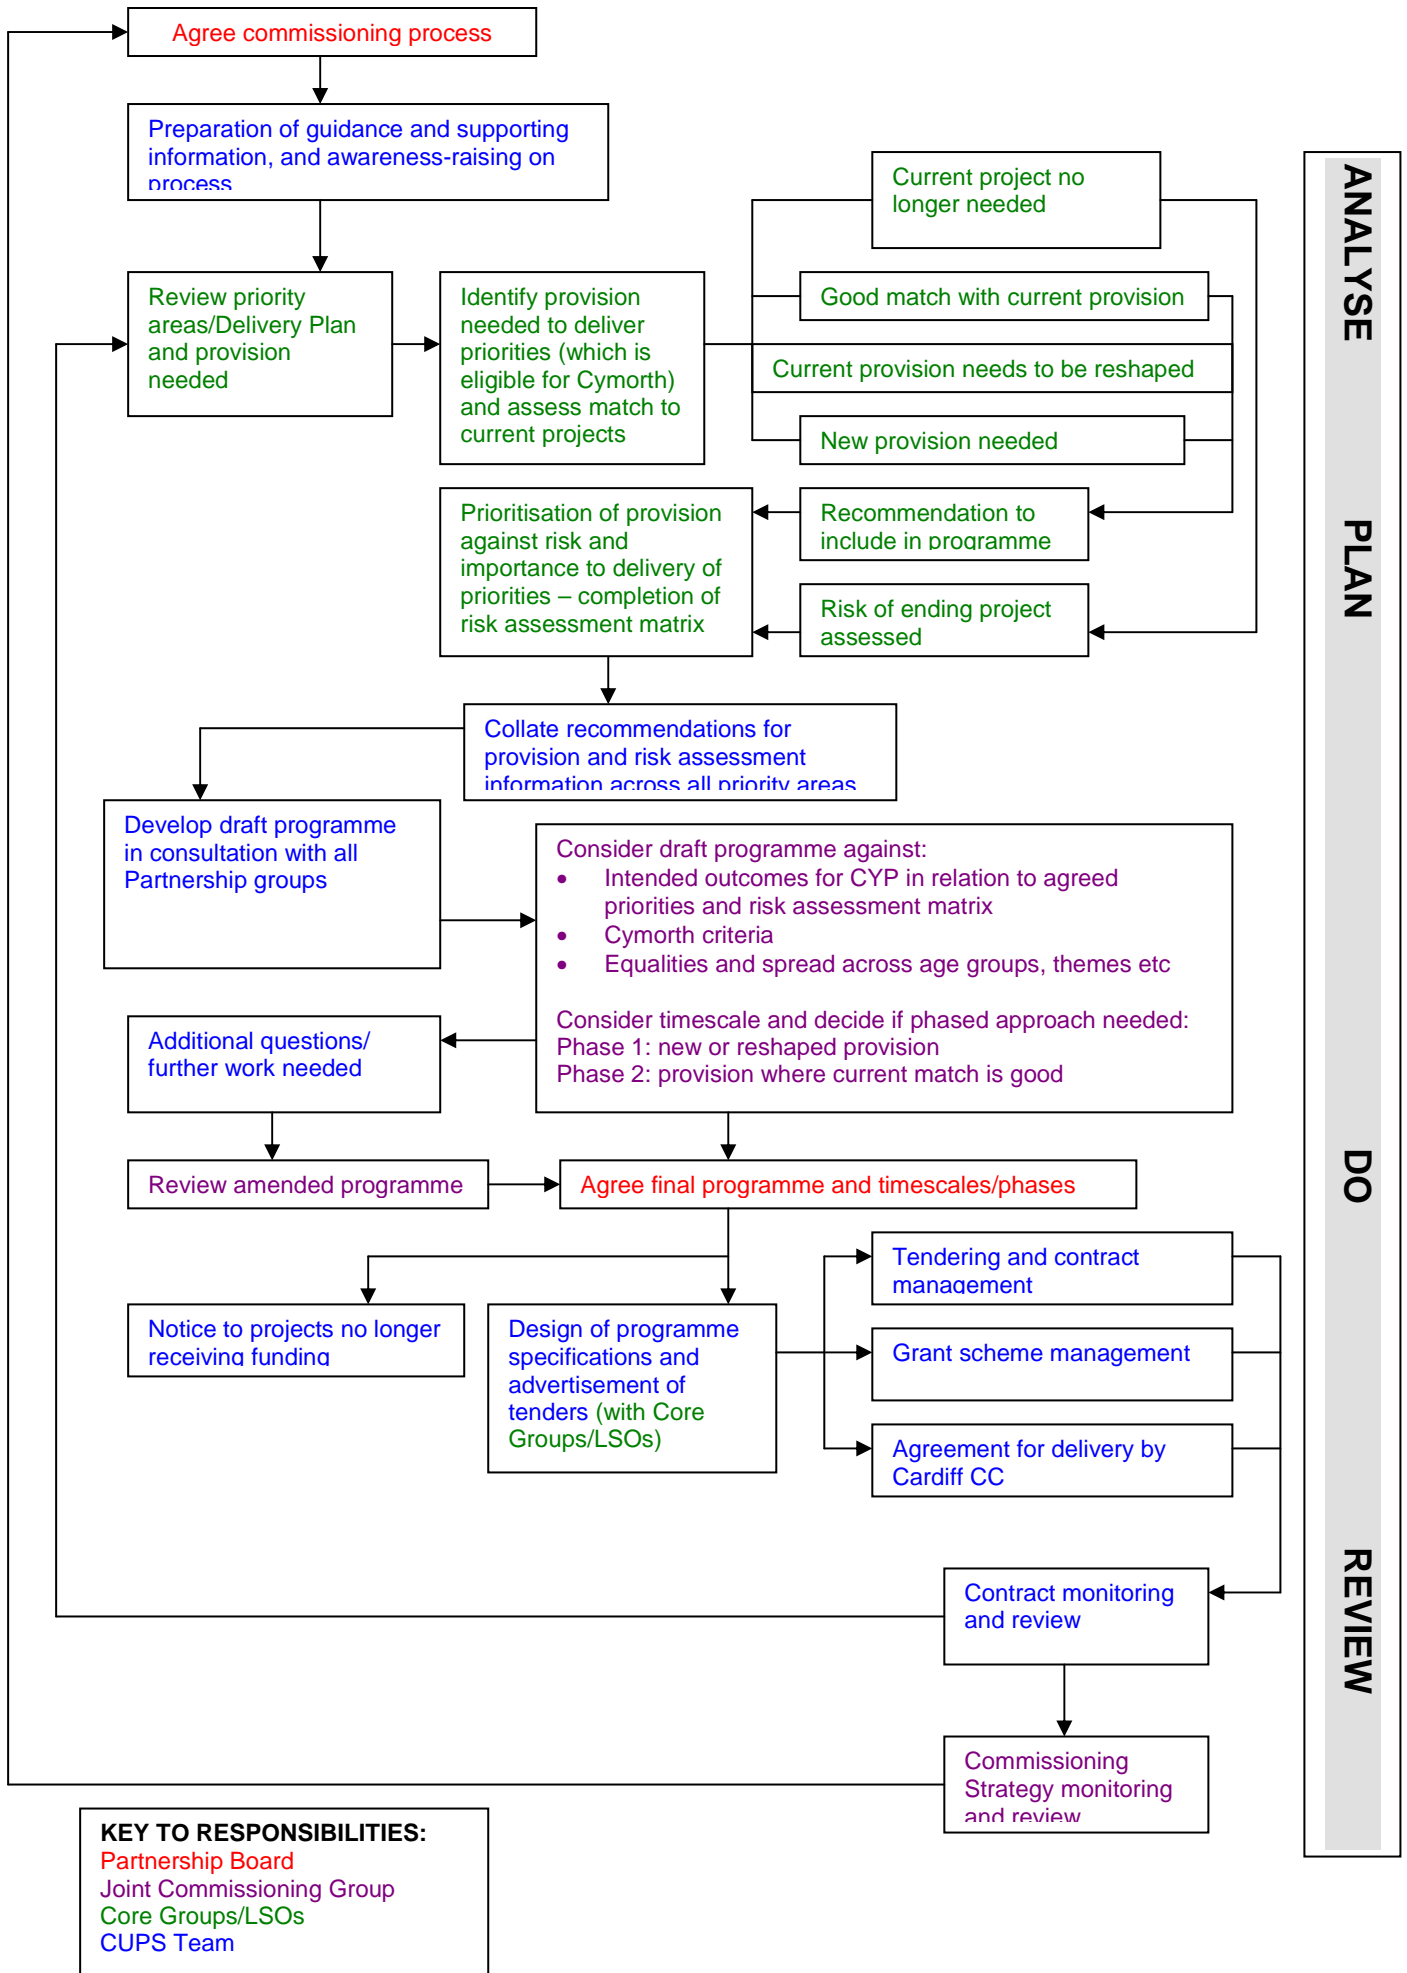 Agree commissioning process
Preparation of guidance and supporting
information, and awareness-raising on
process
Current project no
longer needed
Review priority
areas/Delivery Plan
and provision
needed
Identify provision
needed to deliver
priorities (which is
eligible for Cymorth)
and assess match to
current projects
Good match with current provision
Current provision needs to be reshaped
New provision needed
Prioritisation of provision
against risk and
importance to delivery of
priorities – completion of
risk assessment matrix
Recommendation to
include in programme
Risk of ending project
assessed
Collate recommendations for
provision and risk assessment
information across all priority areas
Develop draft programme
in consultation with all
Partnership groups
Consider draft programme against:
• Intended outcomes for CYP in relation to agreed
priorities and risk assessment matrix
• Cymorth criteria
• Equalities and spread across age groups, themes etc
Consider timescale and decide if phased approach needed:
Phase 1: new or reshaped provision
Phase 2: provision where current match is good
Additional questions/
further work needed
Review amended programme
Agree final programme and timescales/phases
Notice to projects no longer
receiving funding
Design of programme
specifications and
advertisement of
tenders (with Core
Groups/LSOs)
Tendering and contract
management
Grant scheme management
Agreement for delivery by
Cardiff CC
Contract monitoring
and review
Commissioning
Strategy monitoring
and review
ANALYSE
PLAN
DO
REVIEW
KEY TO RESPONSIBILITIES:
Partnership Board
Joint Commissioning Group
Core Groups/LSOs
CUPS Team